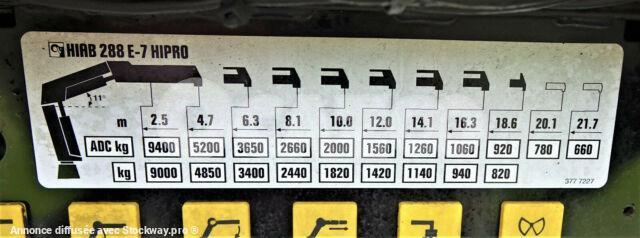 HIAB 288 E-7 HIPRO
11°
m 2.5 4.7 6.3 8.1 10.0 12.0 14.1 16.3 18.6 20.1 21.7
ADC kg 9400 5200 3650 2660 2000 1560 1260 1060 920 780 660
kg 9000 4850 3400 2440 1820 1420 1140 940 820
377 7227
Annonce diffusée avec Stockway.pro ®